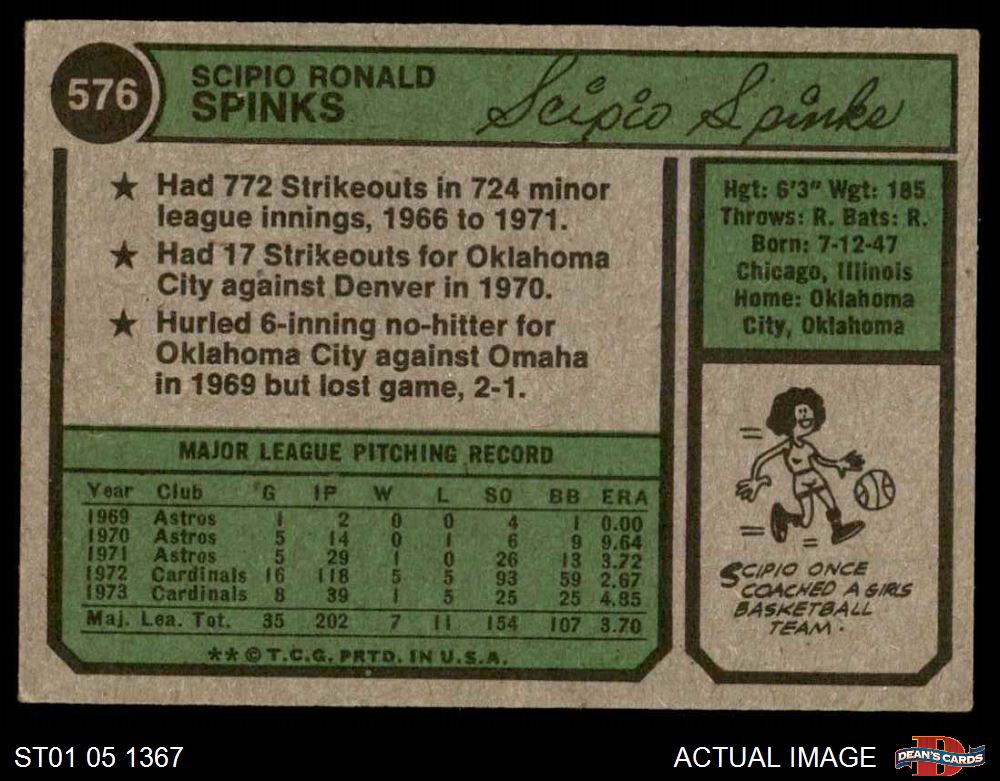 576
SCIPIO RONALD
SPINKS
Scipio Spinks
★ Had 772 Strikeouts in 724 minor
league innings, 1966 to 1971.
★ Had 17 Strikeouts for Oklahoma
City against Denver in 1970.
★ Hurled 6-inning no-hitter for
Oklahoma City against Omaha
in 1969 but lost game, 2-1.
Hgt: 6'3" Wgt: 185
Throws: R. Bats: R.
Born: 7-12-47
Chicago, Illinois
Home: Oklahoma
City, Oklahoma
MAJOR LEAGUE PITCHING RECORD
Year Club G IP W L SO BB ERA
1969 Astros 1 2 0 0 4 1 0.00
1970 Astros 5 14 0 1 6 9 9.64
1971 Astros 5 29 1 0 26 13 3.72
1972 Cardinals 16 118 5 5 93 59 2.67
1973 Cardinals 8 39 1 5 25 25 4.85
Maj. Lea. Tot. 35 202 7 11 154 107 3.70
**©T.C.G. PRTD. IN U.S.A.
SCIPIO ONCE
COACHED A GIRLS
BASKETBALL
TEAM.
ST01 05 1367
ACTUAL IMAGE
D
DEAN'S CARDS